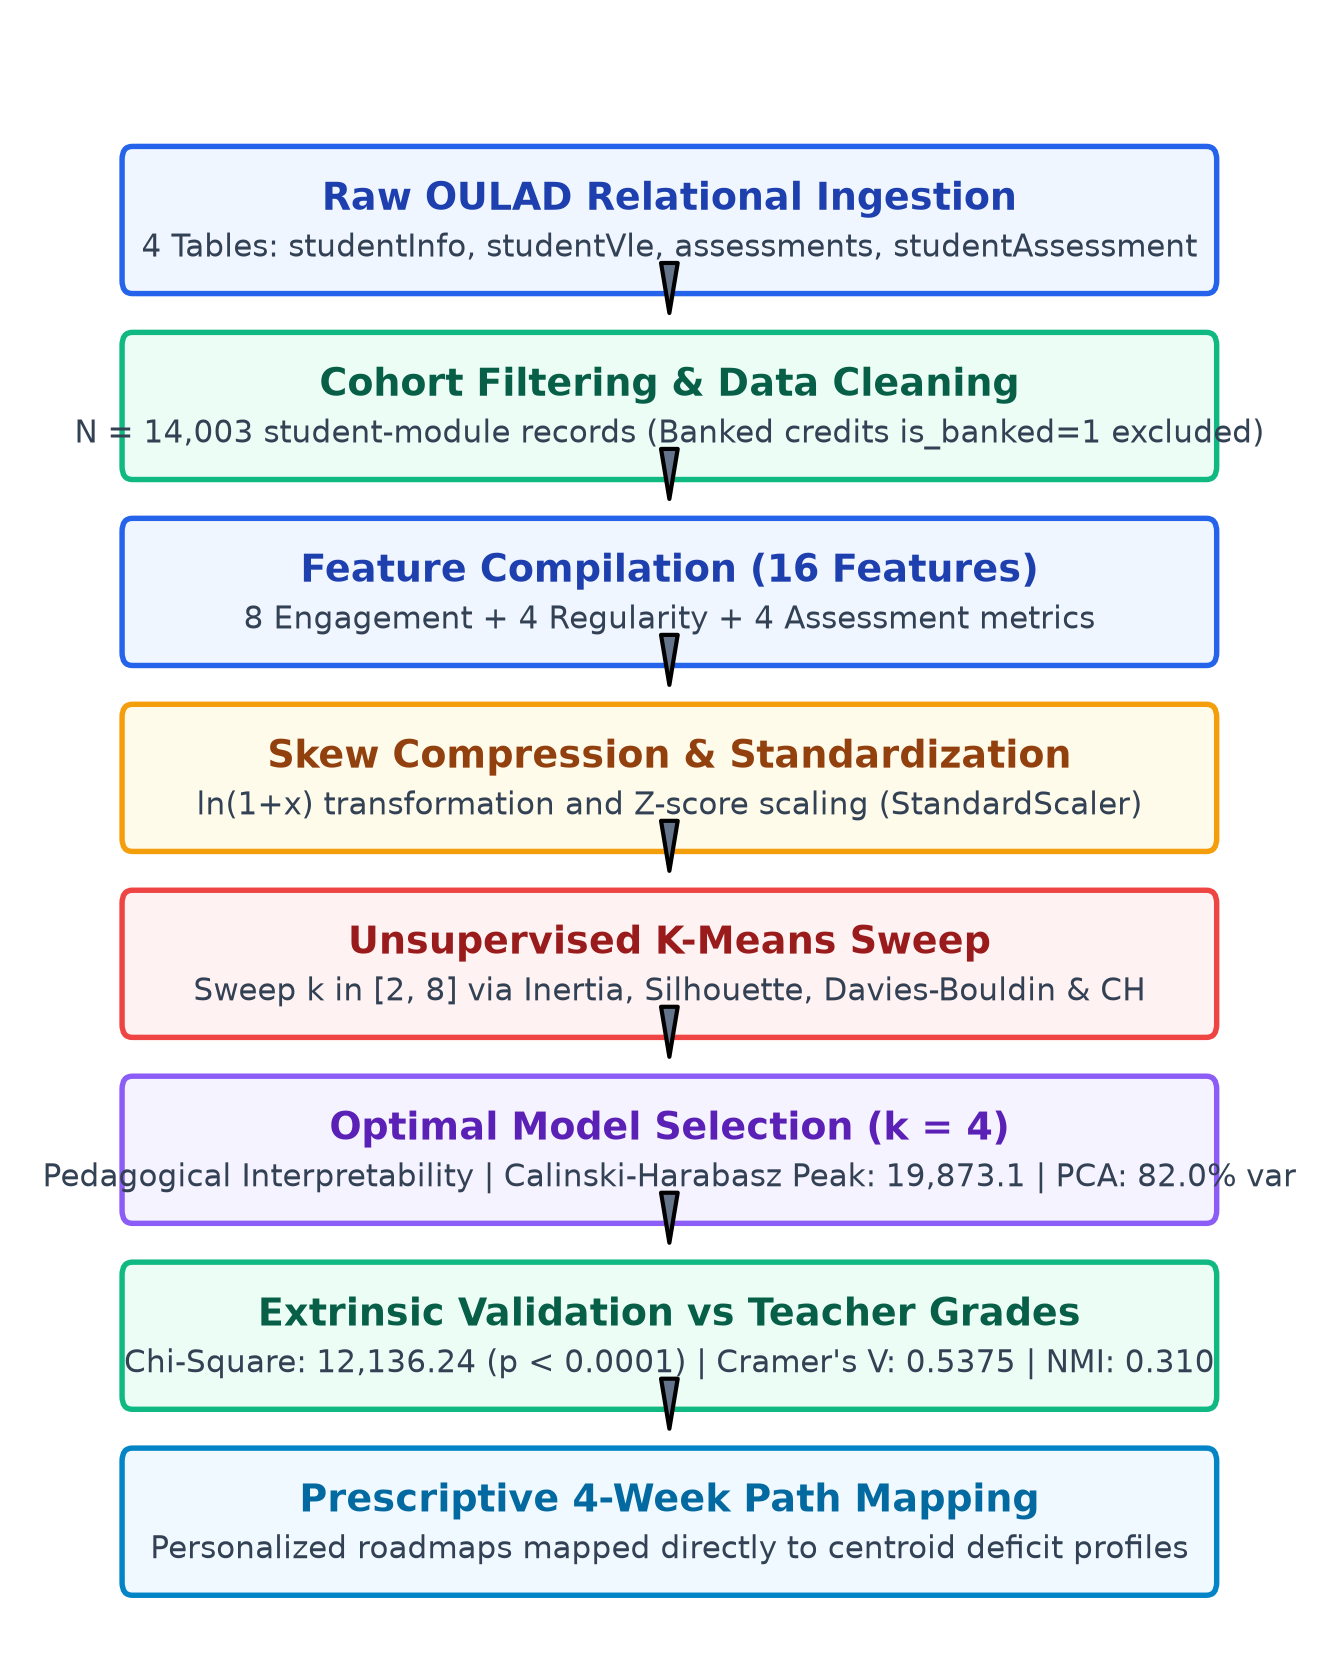 Raw OULAD Relational Ingestion
4 Tables: studentInfo, studentVle, assessments, studentAssessment
Cohort Filtering & Data Cleaning
N = 14,003 student-module records (Banked credits is_banked=1 excluded)
Feature Compilation (16 Features)
8 Engagement + 4 Regularity + 4 Assessment metrics
Skew Compression & Standardization
ln(1+x) transformation and Z-score scaling (StandardScaler)
Unsupervised K-Means Sweep
Sweep k in [2, 8] via Inertia, Silhouette, Davies-Bouldin & CH
Optimal Model Selection (k = 4)
Pedagogical Interpretability | Calinski-Harabasz Peak: 19,873.1 | PCA: 82.0% var
Extrinsic Validation vs Teacher Grades
Chi-Square: 12,136.24 (p < 0.0001) | Cramer's V: 0.5375 | NMI: 0.310
Prescriptive 4-Week Path Mapping
Personalized roadmaps mapped directly to centroid deficit profiles